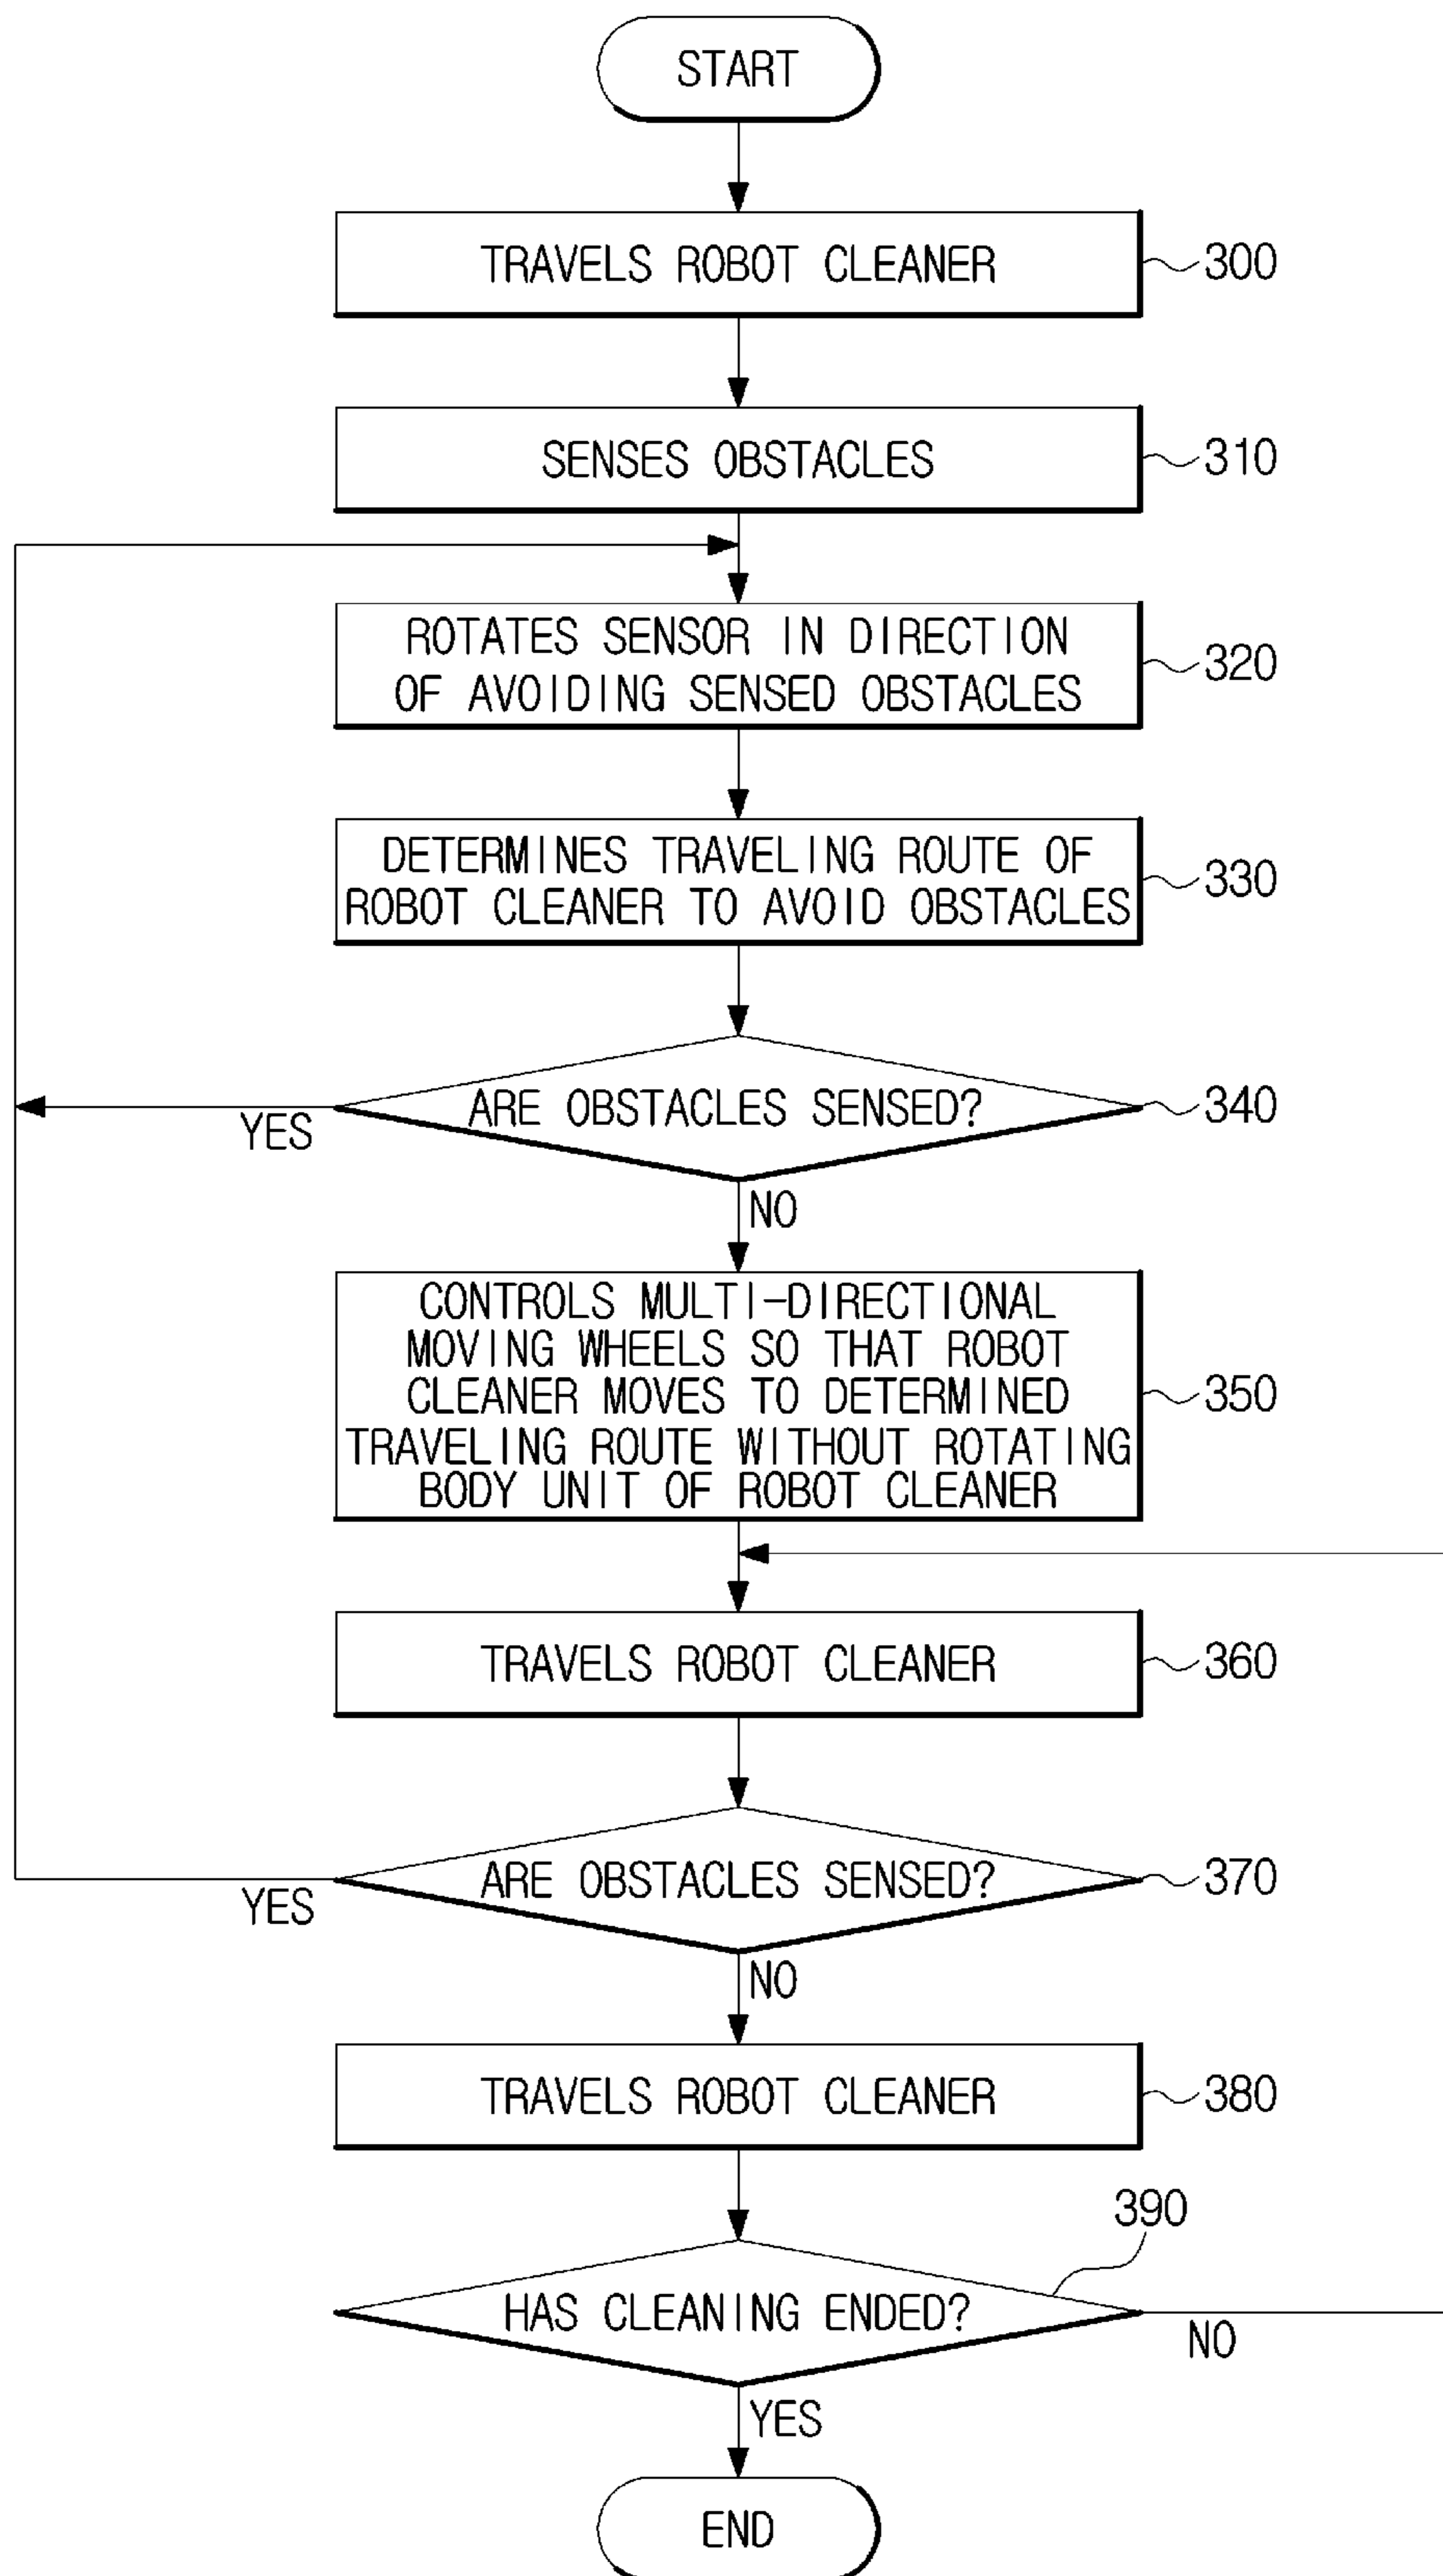 START
TRAVELS ROBOT CLEANER
300
SENSES OBSTACLES
310
ROTATES SENSOR IN DIRECTION
OF AVOIDING SENSED OBSTACLES
320
DETERMINES TRAVELING ROUTE OF
ROBOT CLEANER TO AVOID OBSTACLES
330
ARE OBSTACLES SENSED?
340
YES
NO
CONTROLS MULTI-DIRECTIONAL
MOVING WHEELS SO THAT ROBOT
CLEANER MOVES TO DETERMINED
TRAVELING ROUTE WITHOUT ROTATING
BODY UNIT OF ROBOT CLEANER
350
TRAVELS ROBOT CLEANER
360
ARE OBSTACLES SENSED?
370
YES
NO
TRAVELS ROBOT CLEANER
380
390
HAS CLEANING ENDED?
NO
YES
END